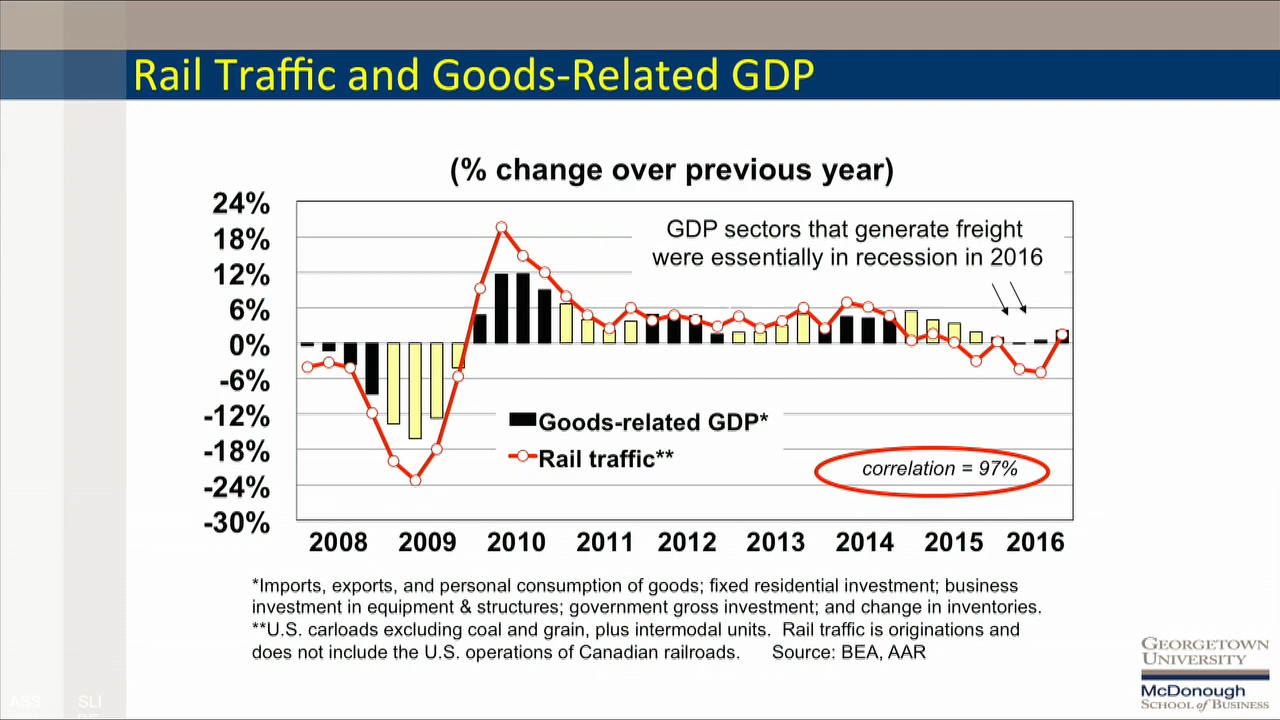 Rail Traffic and Goods-Related GDP
(% change over previous year)
24%
18%
12%
6%
0%
-6%
-12%
-18%
-24%
-30%
GDP sectors that generate freight
were essentially in recession in 2016
Goods-related GDP*
Rail traffic**
correlation = 97%
2008 2009 2010 2011 2012 2013 2014 2015 2016
*Imports, exports, and personal consumption of goods; fixed residential investment; business
investment in equipment & structures; government gross investment; and change in inventories.
**U.S. carloads excluding coal and grain, plus intermodal units. Rail traffic is originations and
does not include the U.S. operations of Canadian railroads. Source: BEA, AAR
GEORGETOWN
UNIVERSITY
McDonough
SCHOOL of BUSINESS
ASS SLI